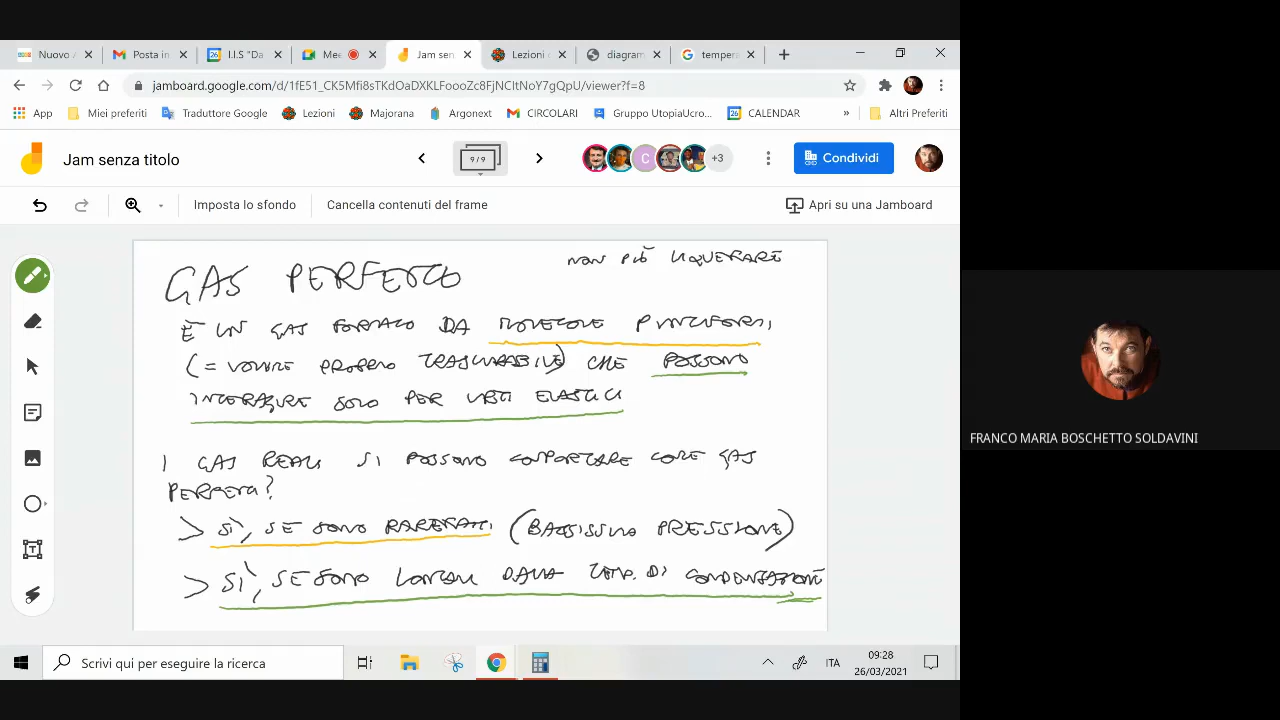 Nuovo A
Posta in
I.I.S "Da
Mee
Jam sen
Lezioni d
diagram
tempera
jamboard.google.com/d/1fE51_CK5Mfi8sTKdOaDXKLFoooZc8FjNCltNoY7gQpU/viewer?f=8
App
Miei preferiti
Traduttore Google
Lezioni
Majorana
Argonext
CIRCOLARI
Gruppo UtopiaUcro...
CALENDAR
»
Altri Preferiti
Jam senza titolo
9/9
C
+3
Condividi
Imposta lo sfondo
Cancella contenuti del frame
Apri su una Jamboard
NON PUÒ LIQUEFARE
GAS PERFETTO
È UN GAS FORMATO DA MOLECOLE PUNTIFORMI
(= VOLUME PROPRIO TRASCURABILE) CHE POSSONO
INTERAGIRE SOLO PER URTI ELASTICI
I GAS REALI SI POSSONO COMPORTARE COME GAS
PERFETTI?
> SÌ, SE SONO RAREFATTI (BASSISSIMA PRESSIONE)
> SÌ, SE SONO LONTANI DALLA TEMP. DI CONDENSAZIONE
FRANCO MARIA BOSCHETTO SOLDAVINI
Scrivi qui per eseguire la ricerca
ITA
09:28
26/03/2021